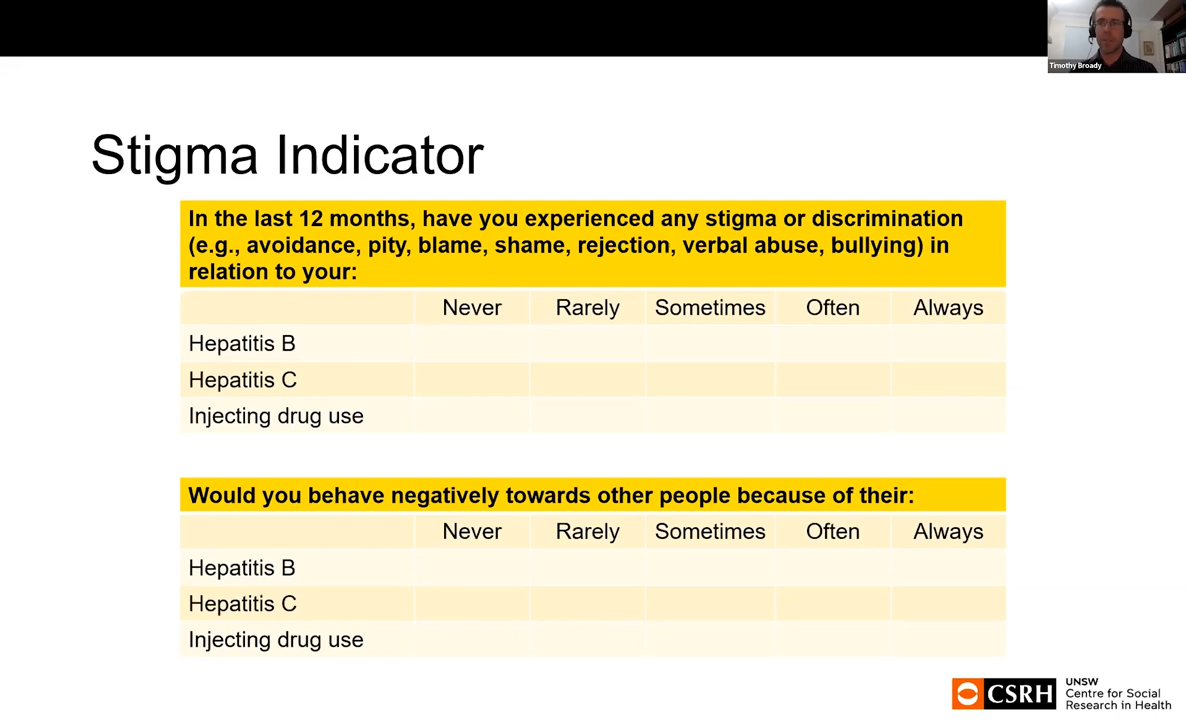 Timothy Broady
Stigma Indicator
In the last 12 months, have you experienced any stigma or discrimination
(e.g., avoidance, pity, blame, shame, rejection, verbal abuse, bullying) in
relation to your:
Never Rarely Sometimes Often Always
Hepatitis B
Hepatitis C
Injecting drug use
Would you behave negatively towards other people because of their:
Never Rarely Sometimes Often Always
Hepatitis B
Hepatitis C
Injecting drug use
CSRH
UNSW
Centre for Social
Research in Health